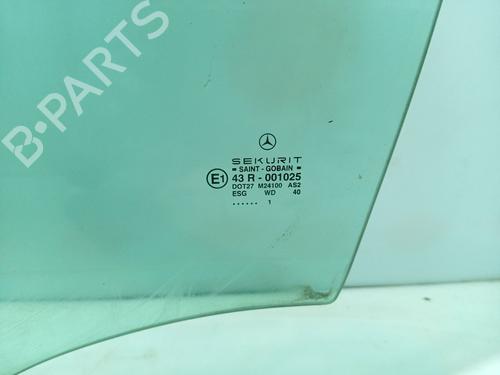 B-PARTS
SEKURIT
SAINT - GOBAIN
E1 43 R - 001025
DOT27 M24100 AS2
ESG WD 40
...... 1